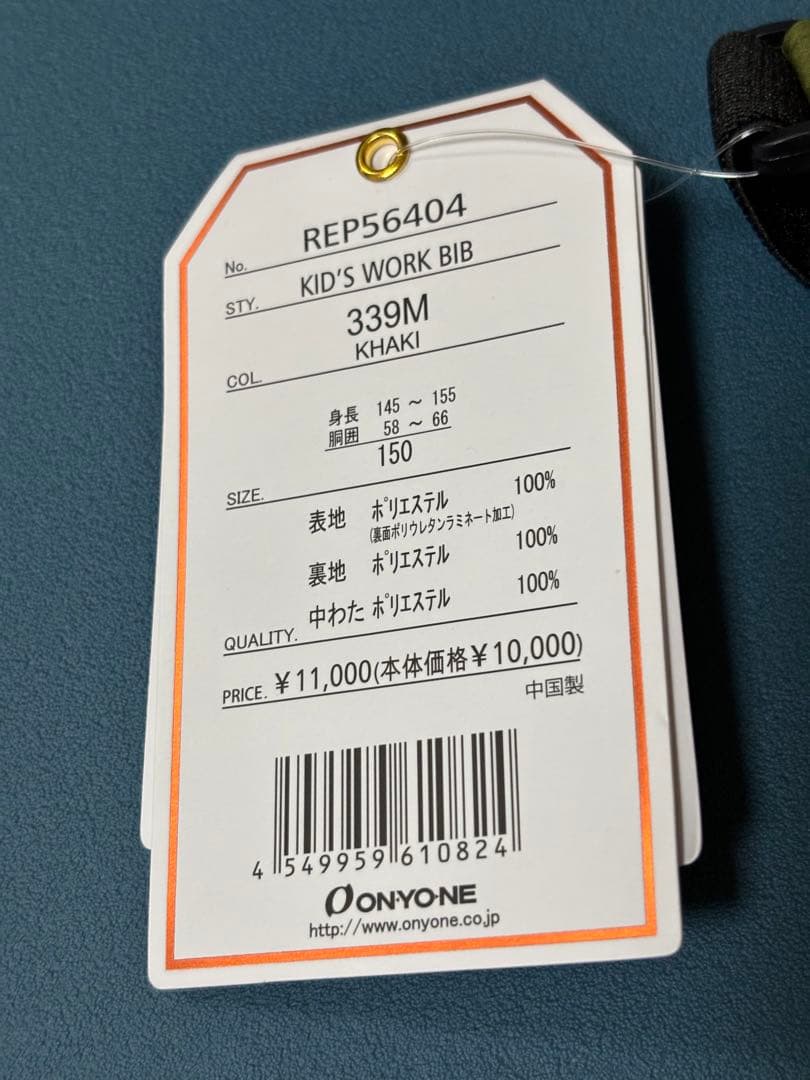 No. REP56404
STY. KID'S WORK BIB
339M
COL. KHAKI
身長 145 ～ 155
胴囲 58 ～ 66
SIZE. 150
表地 ポリエステル 100%
(裏面ポリウレタンラミネート加工)
裏地 ポリエステル 100%
QUALITY. 中わた ポリエステル 100%
PRICE. ¥11,000(本体価格¥10,000)
中国製
4 549959 610824
ON·YO·NE
http://www.onyone.co.jp